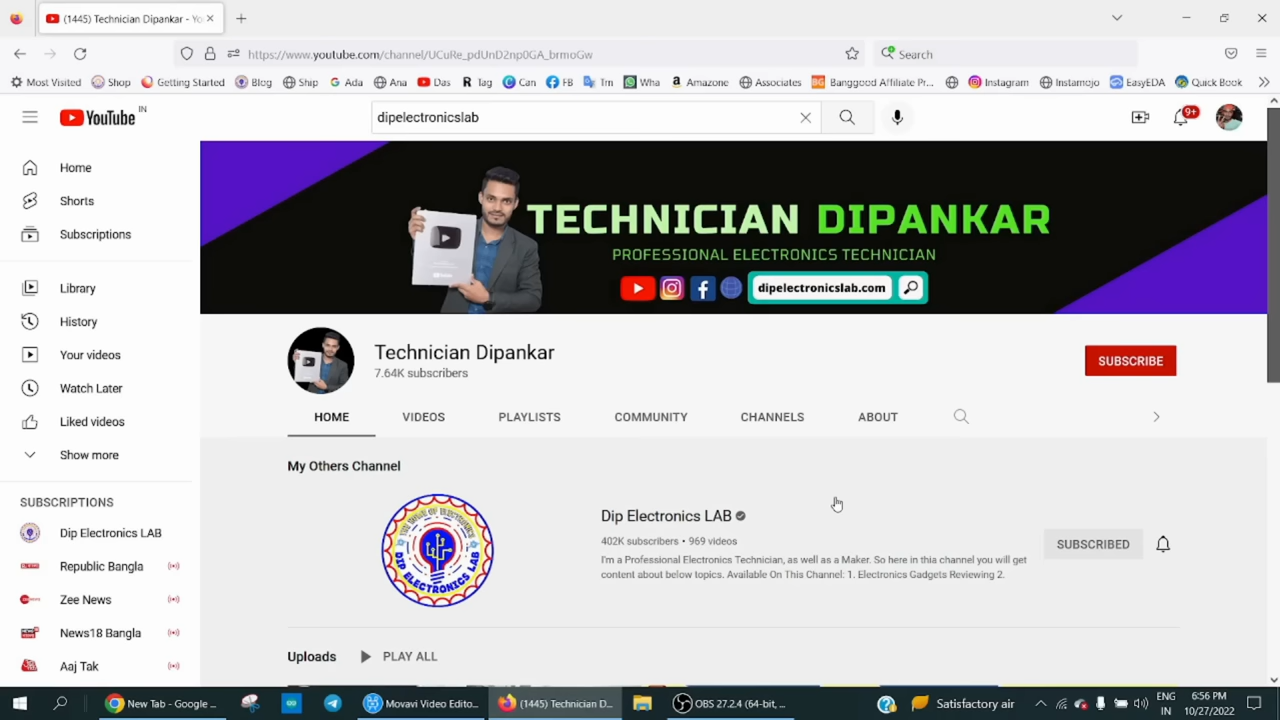 (1445) Technician Dipankar - Yo
https://www.youtube.com/channel/UCuRe_pdUnD2np0GA_brmoGw
Search
Most Visited
Shop
Getting Started
Blog
Ship
Ada
Ana
Das
R Tag
Can
FB
Trn
Wha
Amazone
Associates
BG Banggood Affiliate Pr...
Instagram
Instamojo
EasyEDA
Quick Book
YouTube IN
dipelectronicslab
9+
Home
Shorts
Subscriptions
Library
History
Your videos
Watch Later
Liked videos
Show more
SUBSCRIPTIONS
Dip Electronics LAB
Republic Bangla
Zee News
News18 Bangla
Aaj Tak
TECHNICIAN DIPANKAR
PROFESSIONAL ELECTRONICS TECHNICIAN
dipelectronicslab.com
Technician Dipankar
7.64K subscribers
SUBSCRIBE
HOME
VIDEOS
PLAYLISTS
COMMUNITY
CHANNELS
ABOUT
My Others Channel
DIP ELECTRONICS LAB
Dip Electronics LAB
402K subscribers • 969 videos
I'm a Professional Electronics Technician, as well as a Maker. So here in thia channel you will get
content about below topics. Available On This Channel: 1. Electronics Gadgets Reviewing 2.
SUBSCRIBED
Uploads
PLAY ALL
New Tab - Google ...
Movavi Video Edito...
(1445) Technician D...
OBS 27.2.4 (64-bit, ...
Satisfactory air
ENG
IN
6:56 PM
10/27/2022